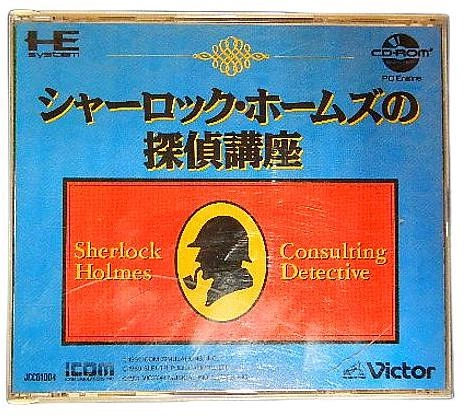 HE
SYSTEM
CD-ROM²
PC Engine
シャーロック・ホームズの
探偵講座
Sherlock
Holmes
Consulting
Detective
JCCD1004
ICOM
Victor